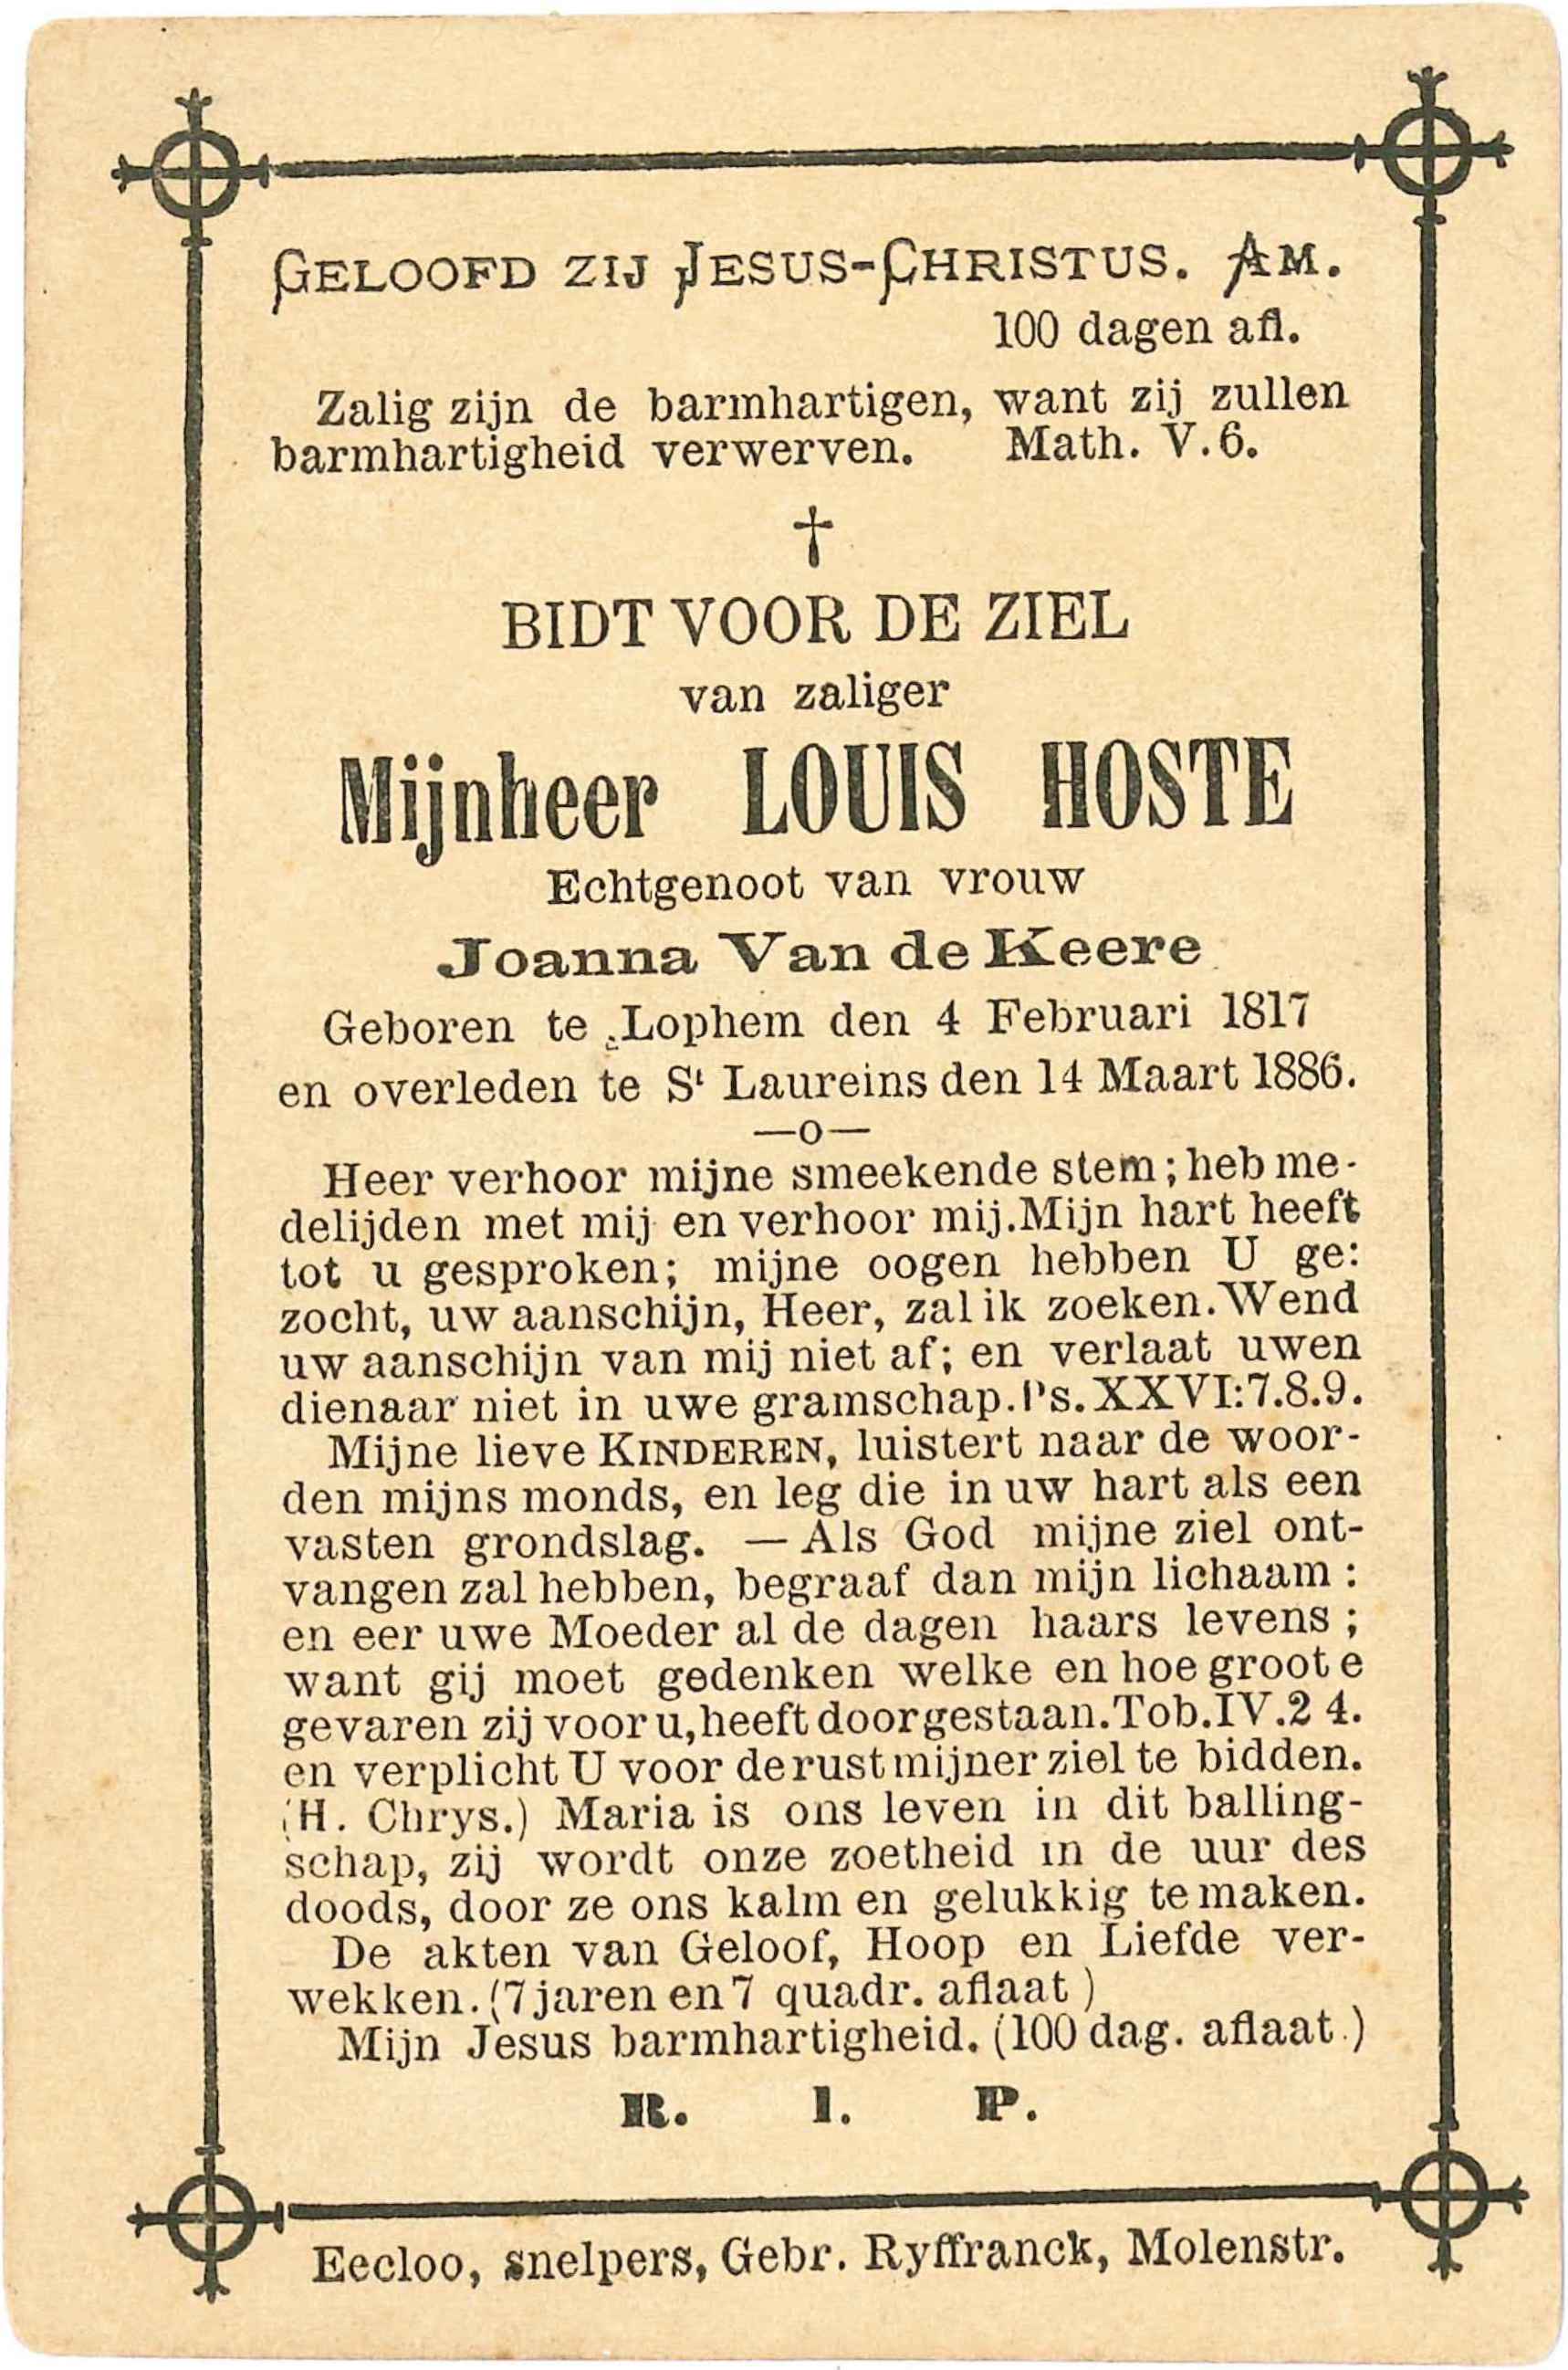 GELOOFD ZIJ JESUS-CHRISTUS. AM.
100 dagen afl.
Zalig zijn de barmhartigen, want zij zullen
barmhartigheid verwerven. Math. V. 6.
†
BIDT VOOR DE ZIEL
van zaliger
Mijnheer LOUIS HOSTE
Echtgenoot van vrouw
Joanna Van de Keere
Geboren te Lophem den 4 Februari 1817
en overleden te St Laureins den 14 Maart 1886.
—o—
Heer verhoor mijne smeekende stem; heb me-
delijden met mij en verhoor mij. Mijn hart heeft
tot u gesproken; mijne oogen hebben U ge:
zocht, uw aanschijn, Heer, zal ik zoeken. Wend
uw aanschijn van mij niet af; en verlaat uwen
dienaar niet in uwe gramschap. Ps. XXVI: 7.8.9.
Mijne lieve KINDEREN, luistert naar de woor-
den mijns monds, en leg die in uw hart als een
vasten grondslag. — Als God mijne ziel ont-
vangen zal hebben, begraaf dan mijn lichaam :
en eer uwe Moeder al de dagen haars levens ;
want gij moet gedenken welke en hoe groote
gevaren zij voor u, heeft doorgestaan. Tob. IV. 2 4.
en verplicht U voor de rust mijner ziel te bidden.
(H. Chrys.) Maria is ons leven in dit balling-
schap, zij wordt onze zoetheid in de uur des
doods, door ze ons kalm en gelukkig te maken.
De akten van Geloof, Hoop en Liefde ver-
wekken. (7 jaren en 7 quadr. aflaat )
Mijn Jesus barmhartigheid. (100 dag. aflaat.)
R. I. P.
Eecloo, snelpers, Gebr. Ryffranck, Molenstr.